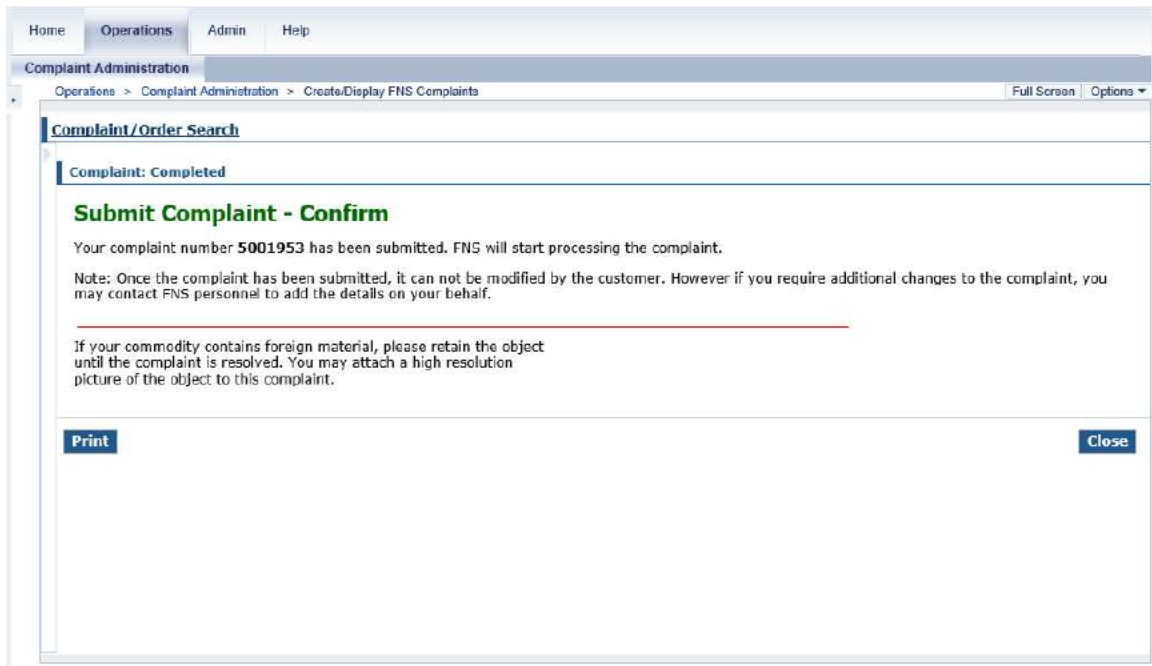 Home Operations Admin Help
Complaint Administration
Operations > Complaint Administration > Create/Display FNS Complaints Full Screen Options
Complaint/Order Search
Complaint: Completed
Submit Complaint - Confirm
Your complaint number 5001953 has been submitted. FNS will start processing the complaint.
Note: Once the complaint has been submitted, it can not be modified by the customer. However if you require additional changes to the complaint, you
may contact FNS personnel to add the details on your behalf.
If your commodity contains foreign material, please retain the object
until the complaint is resolved. You may attach a high resolution
picture of the object to this complaint.
Print Close